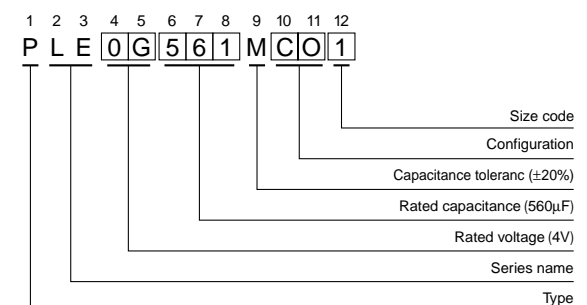 1 2 3 4 5 6 7 8 9 10 11 12
P L E 0 G 5 6 1 M C O 1
Size code
Configuration
Capacitance toleranc (±20%)
Rated capacitance (560µF)
Rated voltage (4V)
Series name
Type